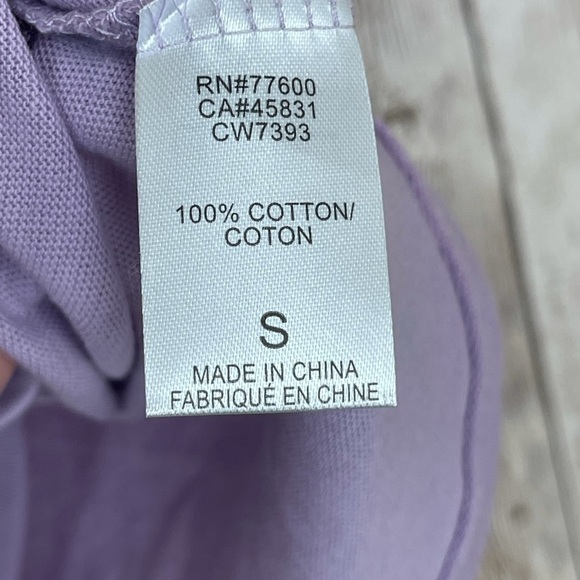 RN#77600
CA#45831
CW7393
100% COTTON/
COTON
S
MADE IN CHINA
FABRIQUÉ EN CHINE